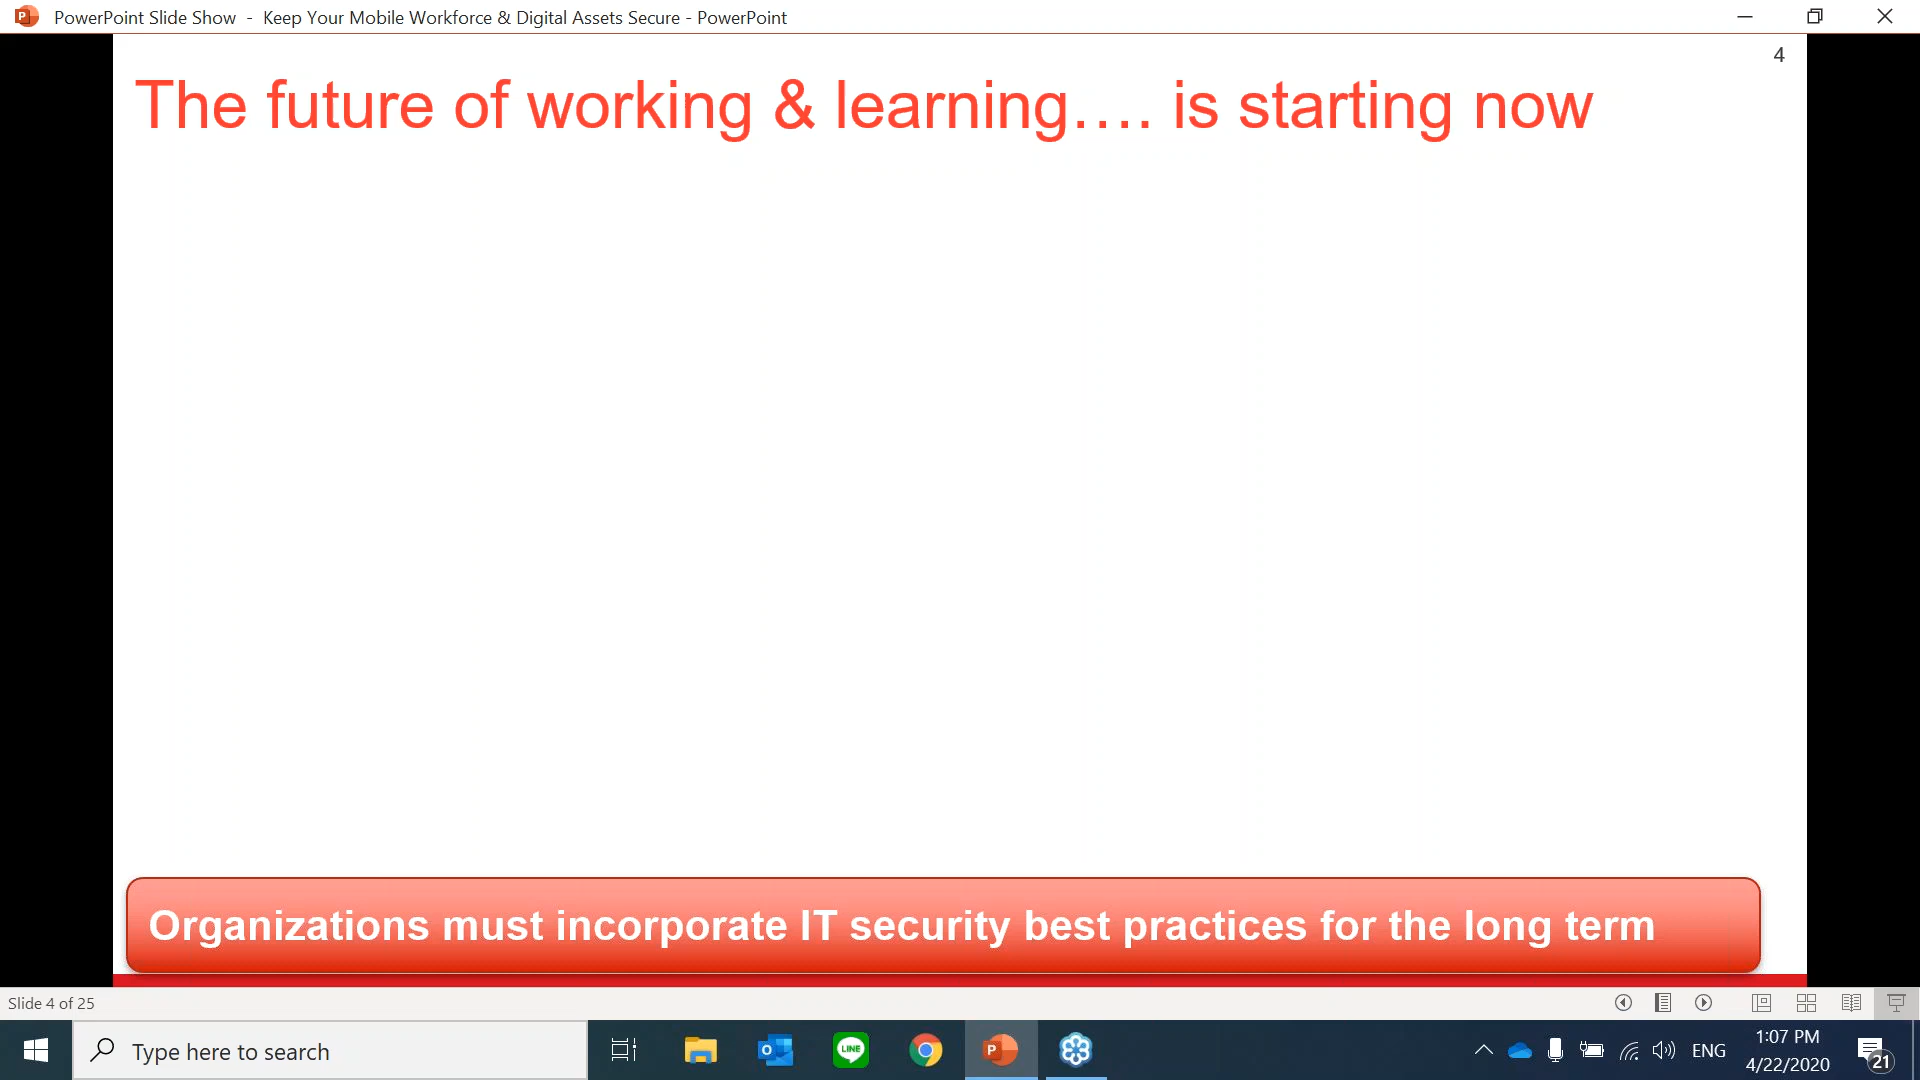 PowerPoint Slide Show - Keep Your Mobile Workforce & Digital Assets Secure - PowerPoint
4
The future of working & learning…. is starting now
Organizations must incorporate IT security best practices for the long term
Slide 4 of 25
Type here to search
LINE
ENG
1:07 PM
4/22/2020
21